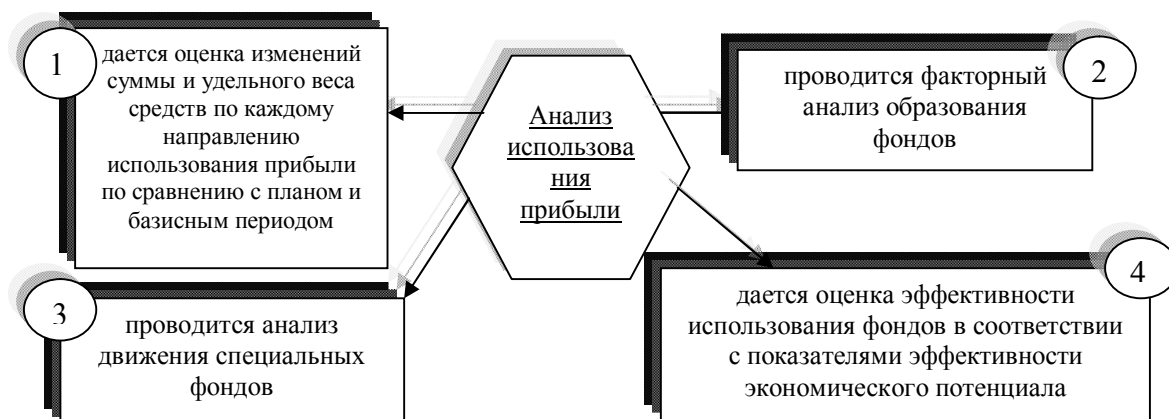 1
дается оценка изменений
суммы и удельного веса
средств по каждому
направлению
использования прибыли
по сравнению с планом и
базисным периодом
Анализ
использова
ния
прибыли
2
проводится факторный
анализ образования
фондов
3
проводится анализ
движения специальных
фондов
4
дается оценка эффективности
использования фондов в соответствии
с показателями эффективности
экономического потенциала